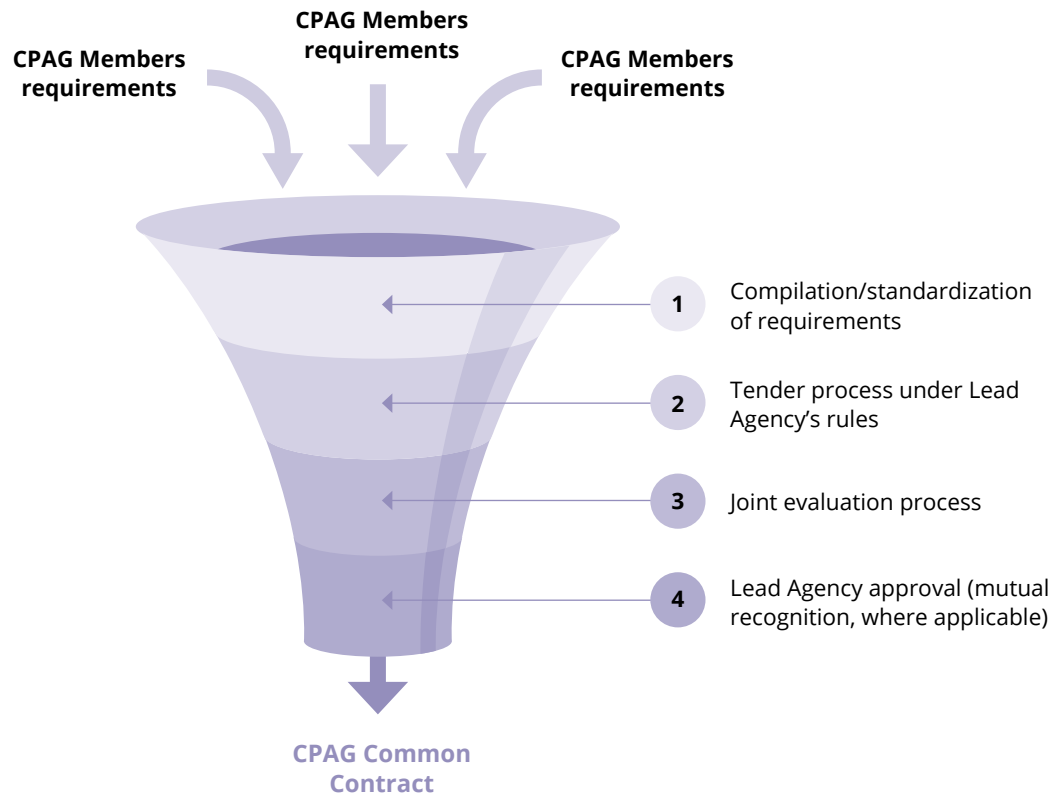 CPAG Members
requirements
CPAG Members
requirements
CPAG Members
requirements
1
Compilation/standardization
of requirements
2
Tender process under Lead
Agency’s rules
3
Joint evaluation process
4
Lead Agency approval (mutual
recognition, where applicable)
CPAG Common
Contract